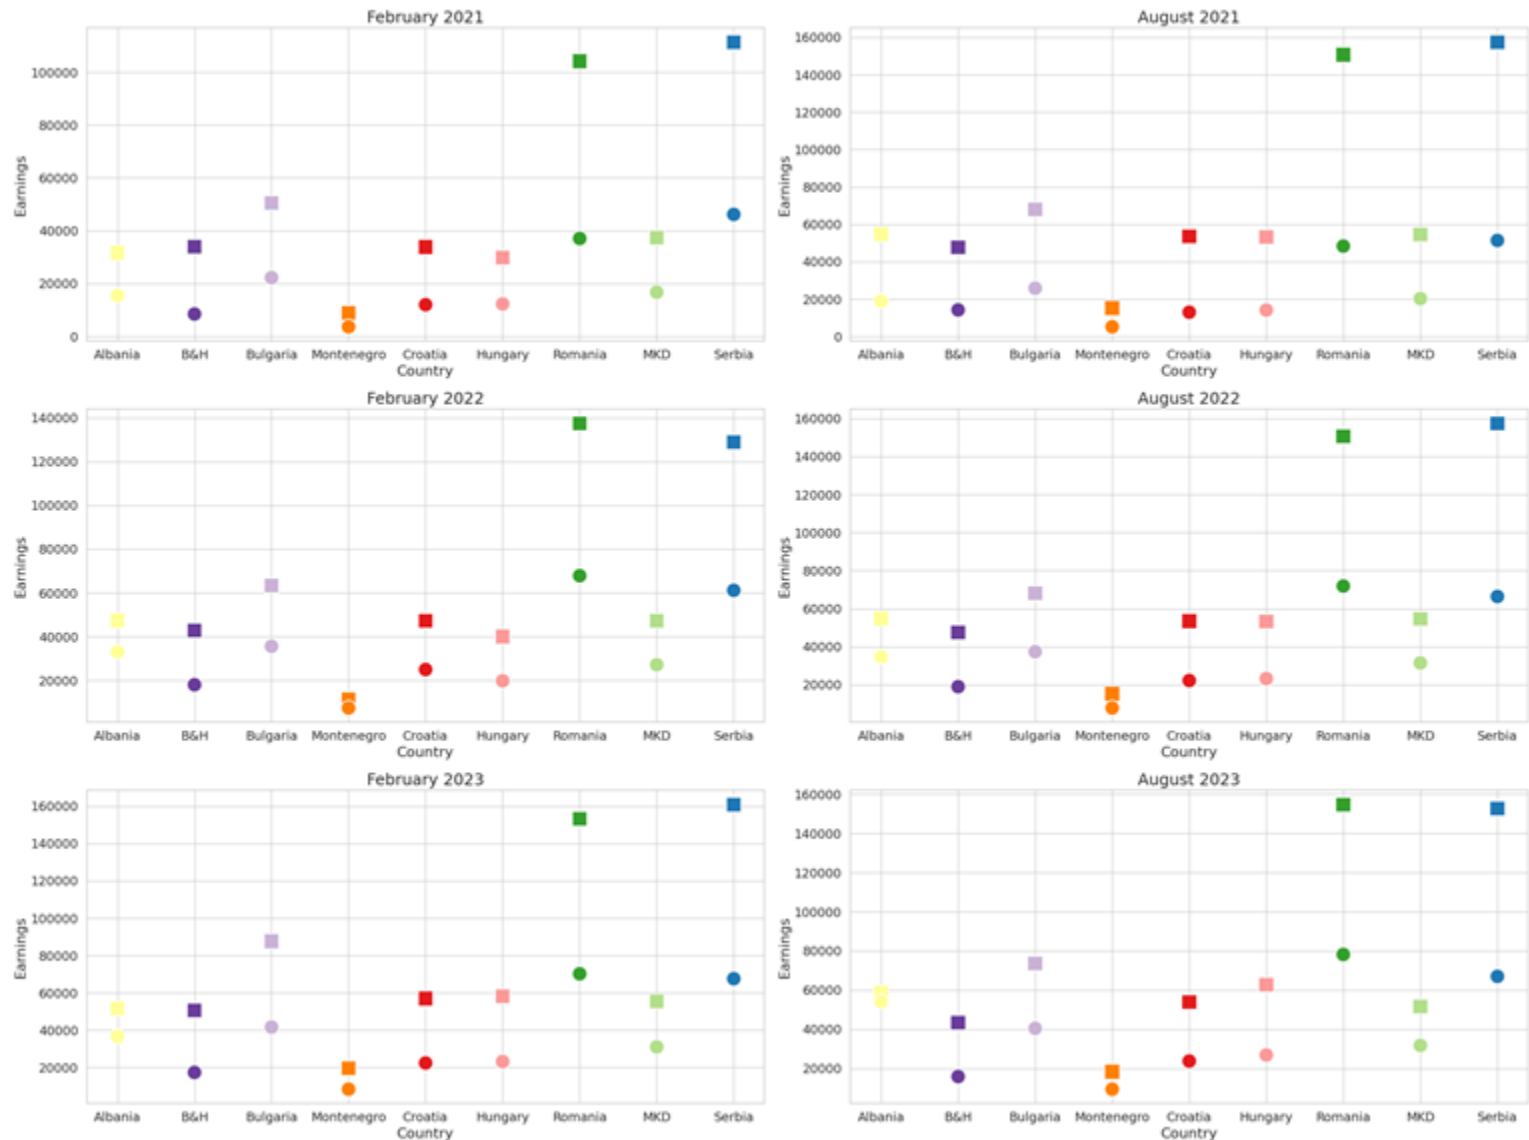 February 2021
Earnings
100000
80000
60000
40000
20000
0
Albania B&H Bulgaria Montenegro Croatia Hungary Romania MKD Serbia
Country
August 2021
Earnings
160000
140000
120000
100000
80000
60000
40000
20000
0
Albania B&H Bulgaria Montenegro Croatia Hungary Romania MKD Serbia
Country
February 2022
Earnings
140000
120000
100000
80000
60000
40000
20000
Albania B&H Bulgaria Montenegro Croatia Hungary Romania MKD Serbia
Country
August 2022
Earnings
160000
140000
120000
100000
80000
60000
40000
20000
Albania B&H Bulgaria Montenegro Croatia Hungary Romania MKD Serbia
Country
February 2023
Earnings
160000
140000
120000
100000
80000
60000
40000
20000
Albania B&H Bulgaria Montenegro Croatia Hungary Romania MKD Serbia
Country
August 2023
Earnings
160000
140000
120000
100000
80000
60000
40000
20000
Albania B&H Bulgaria Montenegro Croatia Hungary Romania MKD Serbia
Country